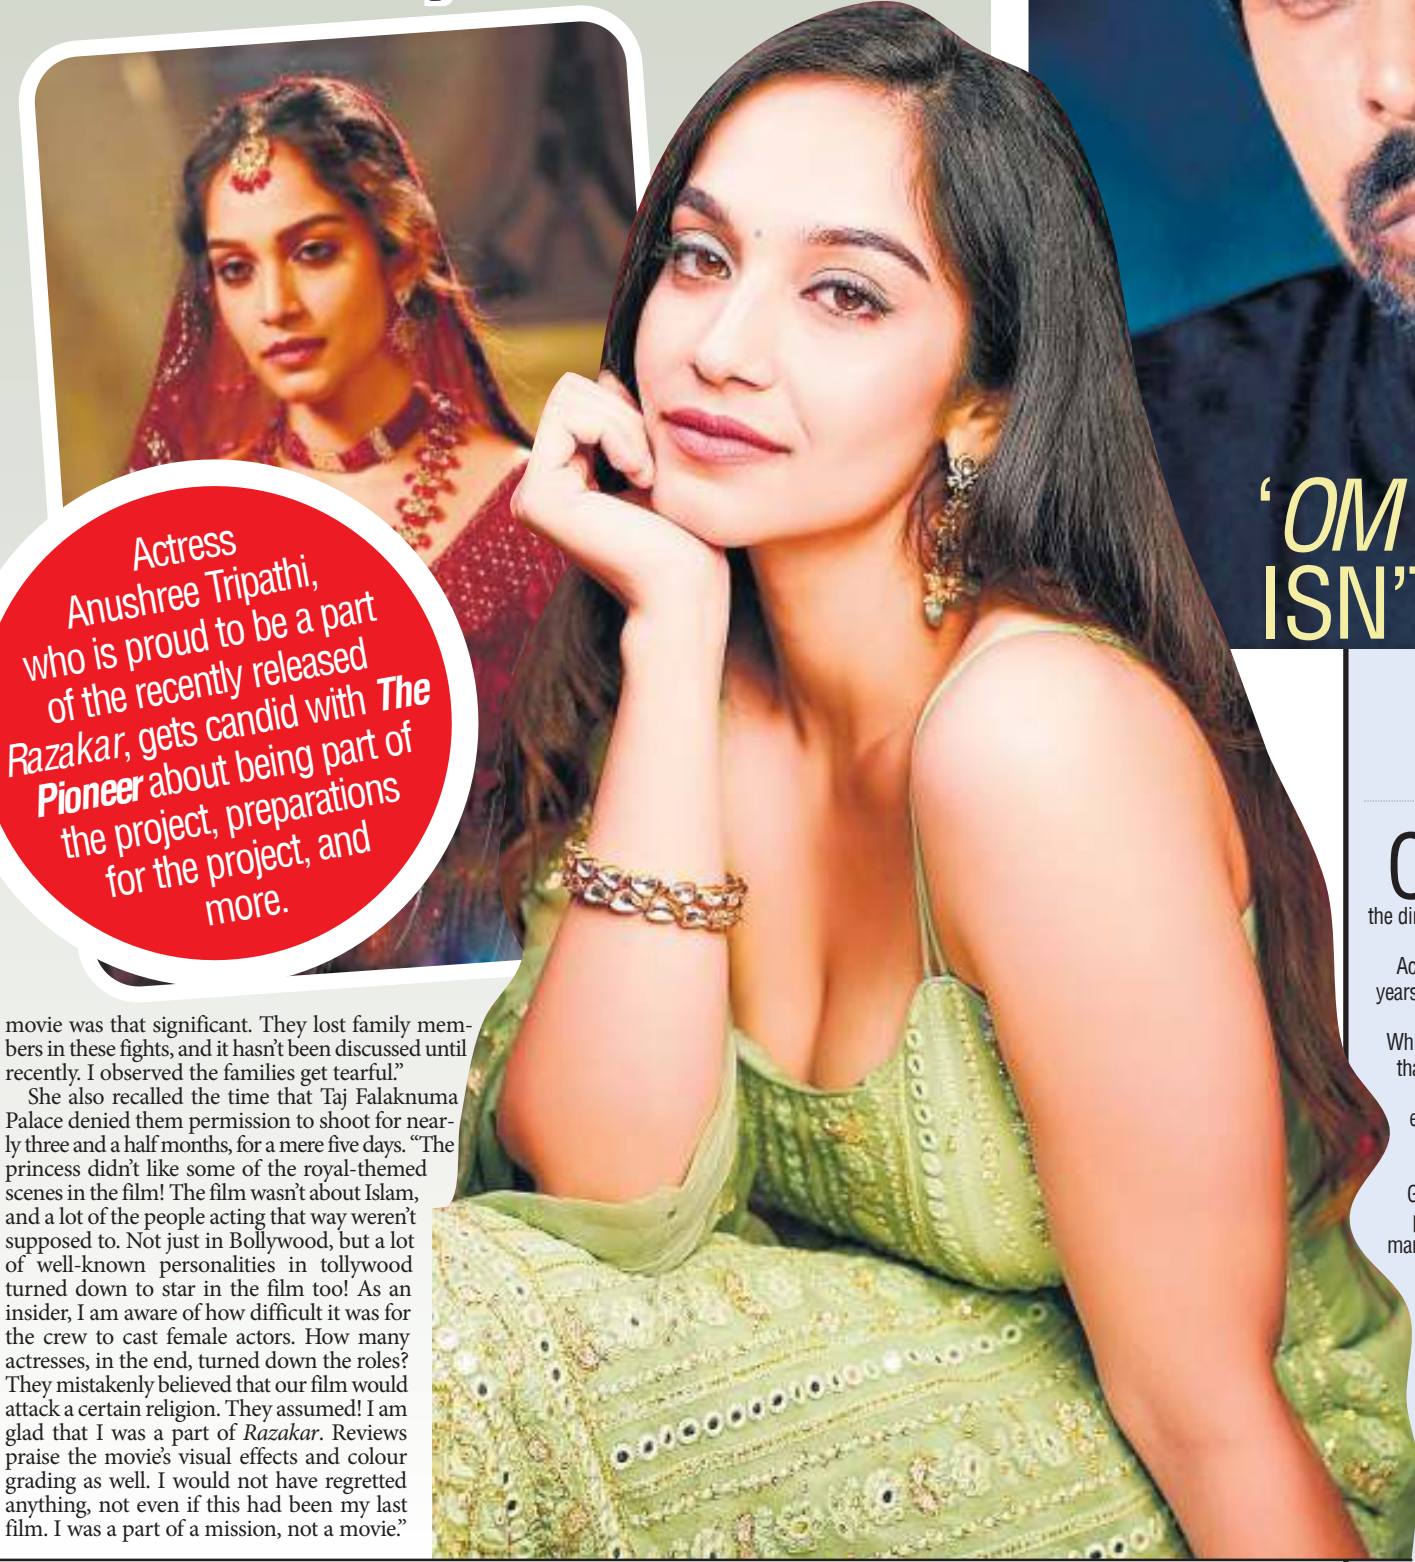 Actress
Anushree Tripathi,
who is proud to be a part
of the recently released
Razakar, gets candid with The
Pioneer about being part of
the project, preparations
for the project, and
more.
movie was that significant. They lost family mem-
bers in these fights, and it hasn't been discussed until
recently. I observed the families get tearful."
She also recalled the time that Taj Falaknuma
Palace denied them permission to shoot for near-
ly three and a half months, for a mere five days. "The
princess didn't like some of the royal-themed
scenes in the film! The film wasn't about Islam,
and a lot of the people acting that way weren't
supposed to. Not just in Bollywood, but a lot
of well-known personalities in tollywood
turned down to star in the film too! As an
insider, I am aware of how difficult it was for
the crew to cast female actors. How many
actresses, in the end, turned down the roles?
They mistakenly believed that our film would
attack a certain religion. They assumed! I am
glad that I was a part of Razakar. Reviews
praise the movie's visual effects and colour
grading as well. I would not have regretted
anything, not even if this had been my last
film. I was a part of a mission, not a movie."
'OM
ISN'
the
years